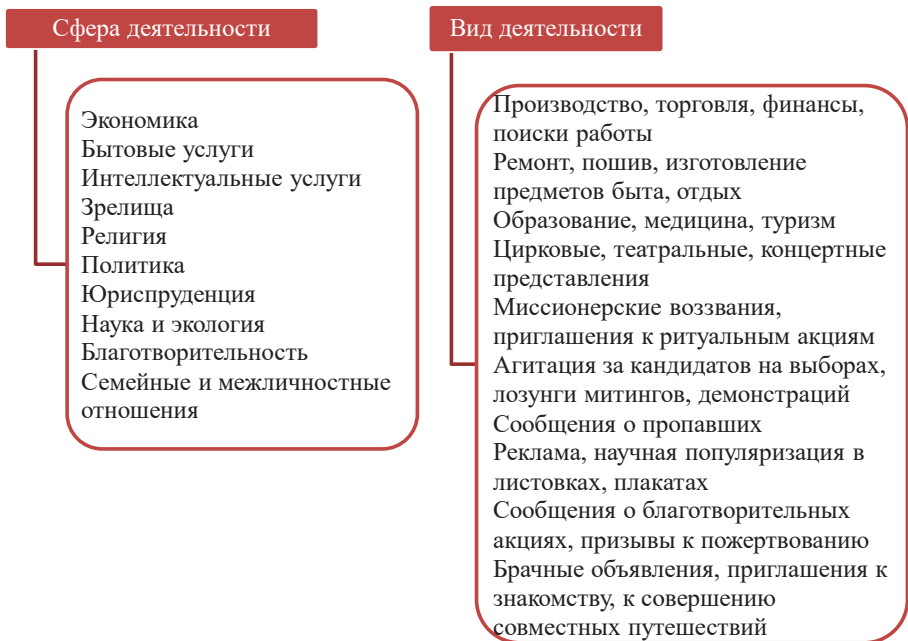 Сфера деятельности
Экономика
Бытовые услуги
Интеллектуальные услуги
Зрелища
Религия
Политика
Юриспруденция
Наука и экология
Благотворительность
Семейные и межличностные
отношения
Вид деятельности
Производство, торговля, финансы,
поиски работы
Ремонт, пошив, изготовление
предметов быта, отдых
Образование, медицина, туризм
Цирковые, театральные, концертные
представления
Миссионерские воззвания,
приглашения к ритуальным акциям
Агитация за кандидатов на выборах,
лозунги митингов, демонстраций
Сообщения о пропавших
Реклама, научная популяризация в
листовках, плакатах
Сообщения о благотворительных
акциях, призывы к пожертвованию
Брачные объявления, приглашения к
знакомству, к совершению
совместных путешествий